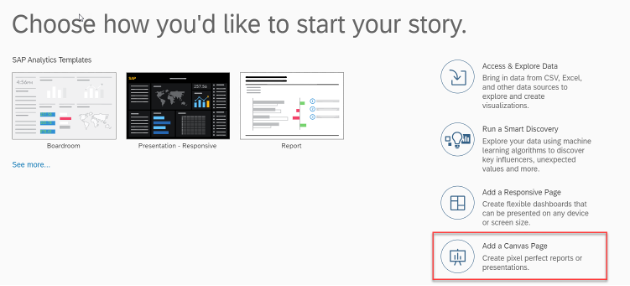 Choose how you'd like to start your story.
SAP Analytics Templates
Boardroom
Presentation - Responsive
Report
See more...
Access & Explore Data
Bring in data from CSV, Excel,
and other data sources to
explore and create
visualizations.
Run a Smart Discovery
Explore your data using machine
learning algorithms to discover
key influencers, unexpected
values and more.
Add a Responsive Page
Create flexible dashboards that
can be presented on any device
or screen size.
Add a Canvas Page
Create pixel perfect reports or
presentations.